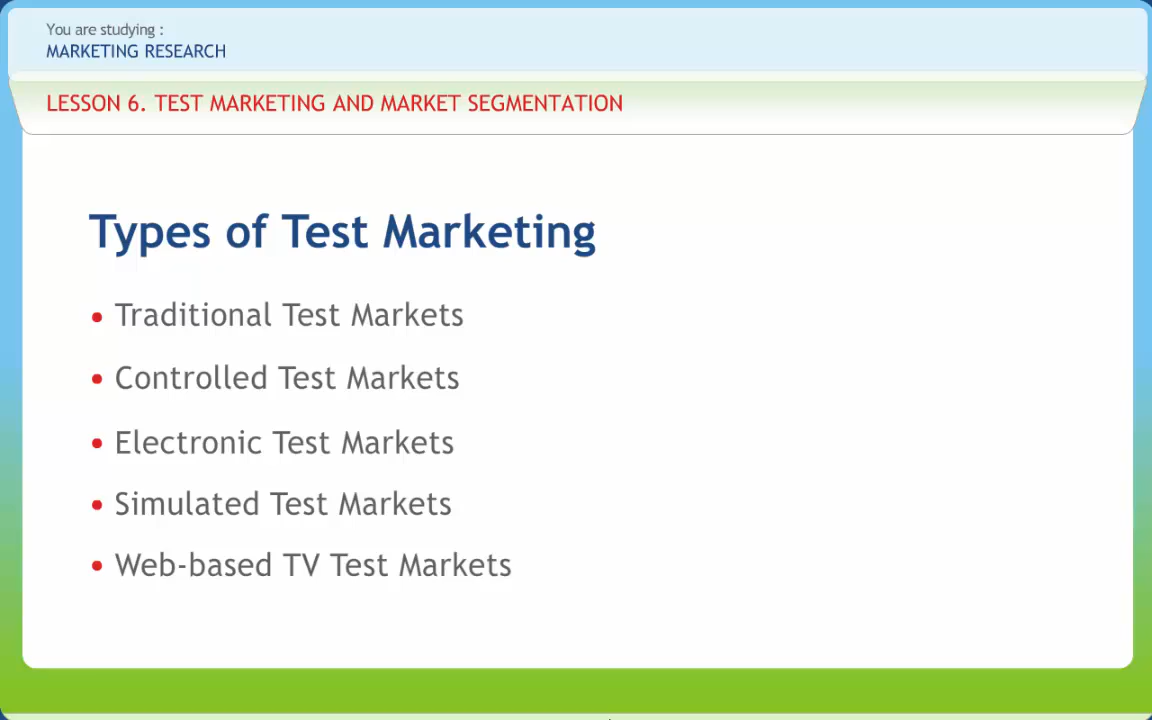 You are studying :
MARKETING RESEARCH
LESSON 6. TEST MARKETING AND MARKET SEGMENTATION
Types of Test Marketing
• Traditional Test Markets
• Controlled Test Markets
• Electronic Test Markets
• Simulated Test Markets
• Web-based TV Test Markets